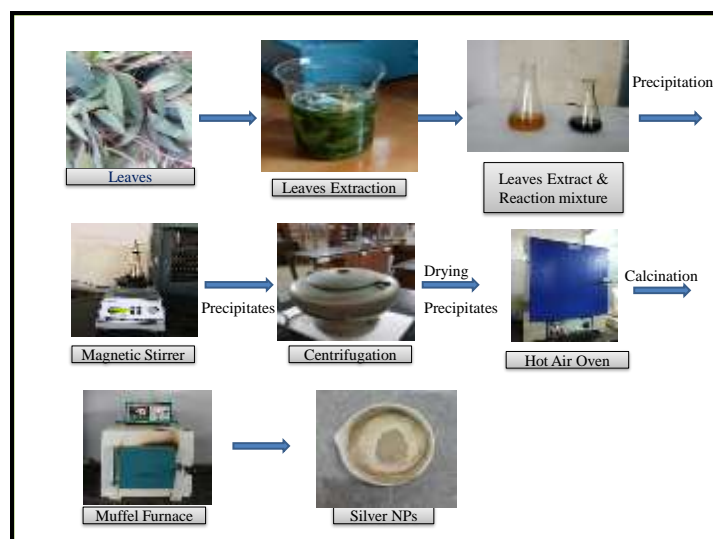 Precipitation
Leaves
Leaves Extraction
Leaves Extract &
Reaction mixture
Drying
Calcination
Precipitates
Precipitates
Magnetic Stirrer
Centrifugation
Hot Air Oven
Muffel Furnace
Silver NPs